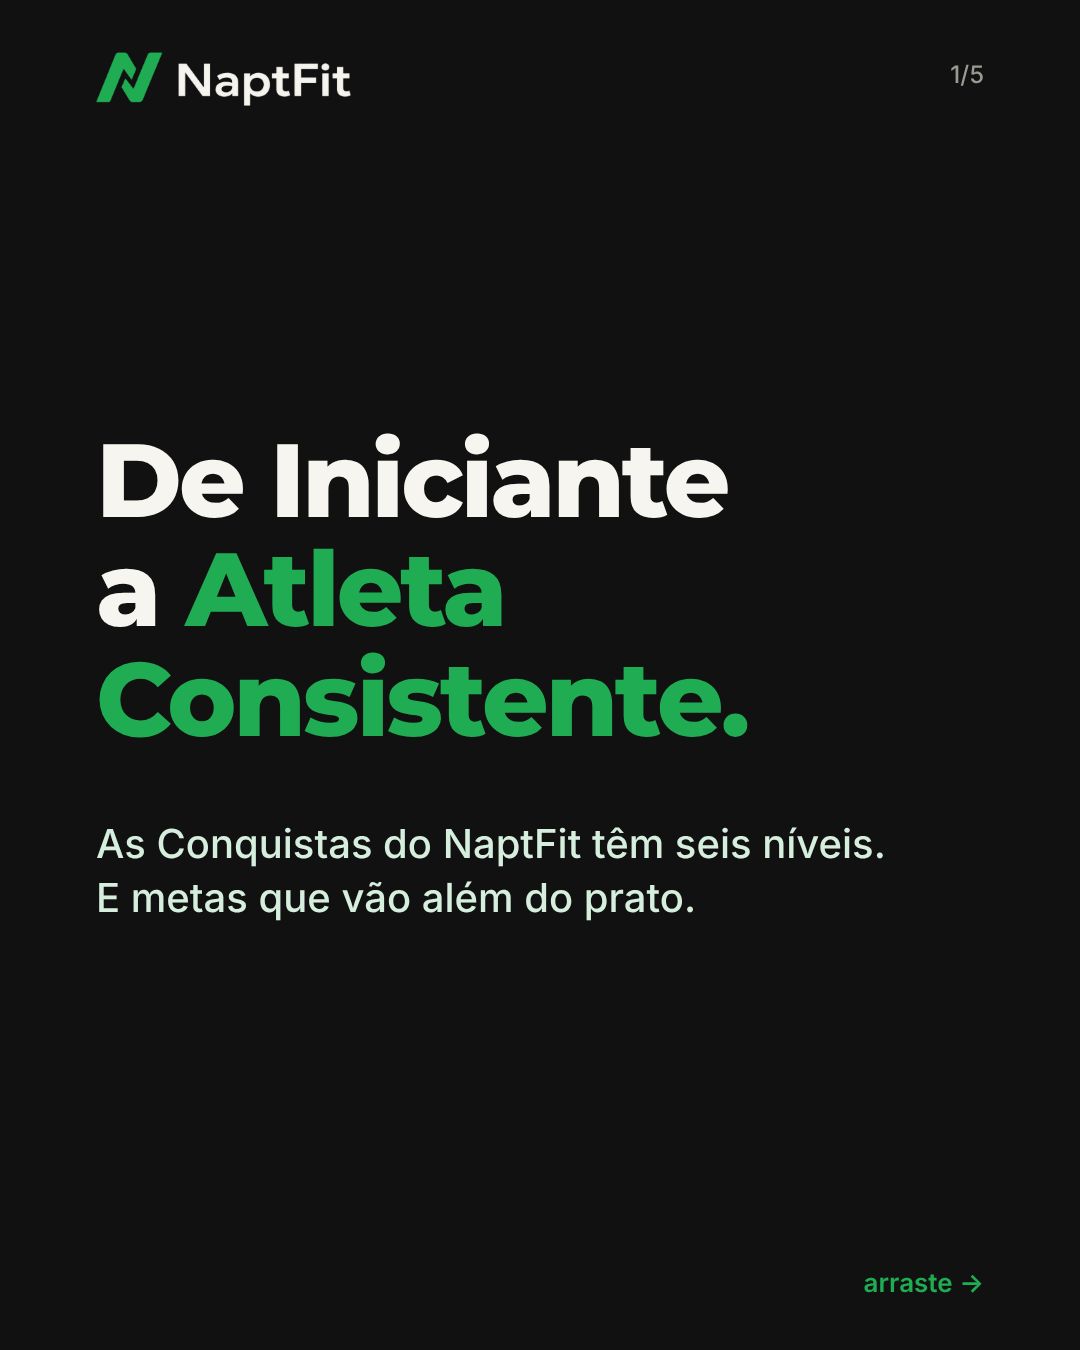 NaptFit
1/5
De Iniciante
a Atleta
Consistente.
As Conquistas do NaptFit têm seis níveis.
E metas que vão além do prato.
arraste →